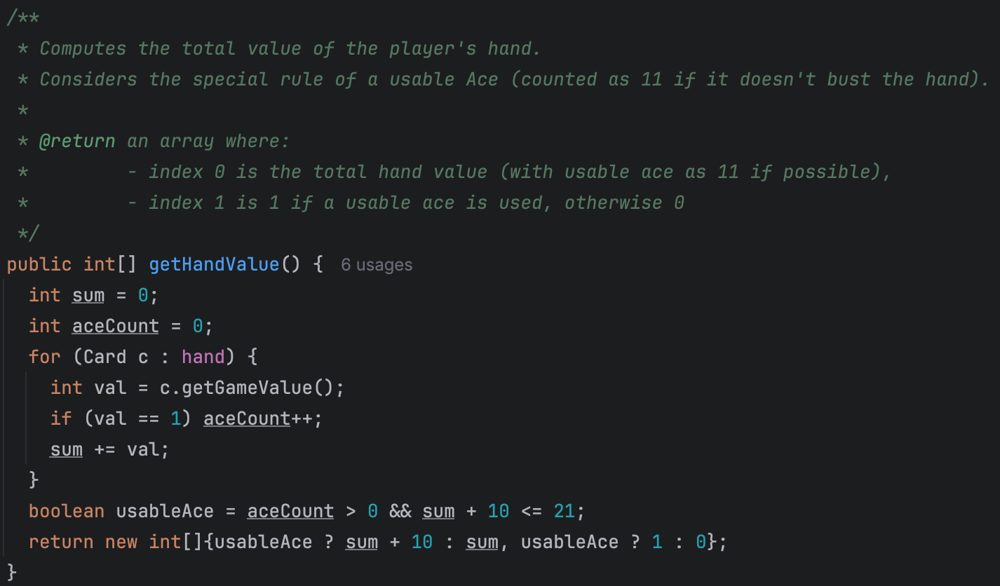 /**
 * Computes the total value of the player's hand.
 * Considers the special rule of a usable Ace (counted as 11 if it doesn't bust the hand).
 *
 * @return an array where:
 *         - index 0 is the total hand value (with usable ace as 11 if possible),
 *         - index 1 is 1 if a usable ace is used, otherwise 0
 */
public int[] getHandValue() {  6 usages
  int sum = 0;
  int aceCount = 0;
  for (Card c : hand) {
    int val = c.getGameValue();
    if (val == 1) aceCount++;
    sum += val;
  }
  boolean usableAce = aceCount > 0 && sum + 10 <= 21;
  return new int[]{usableAce ? sum + 10 : sum, usableAce ? 1 : 0};
}